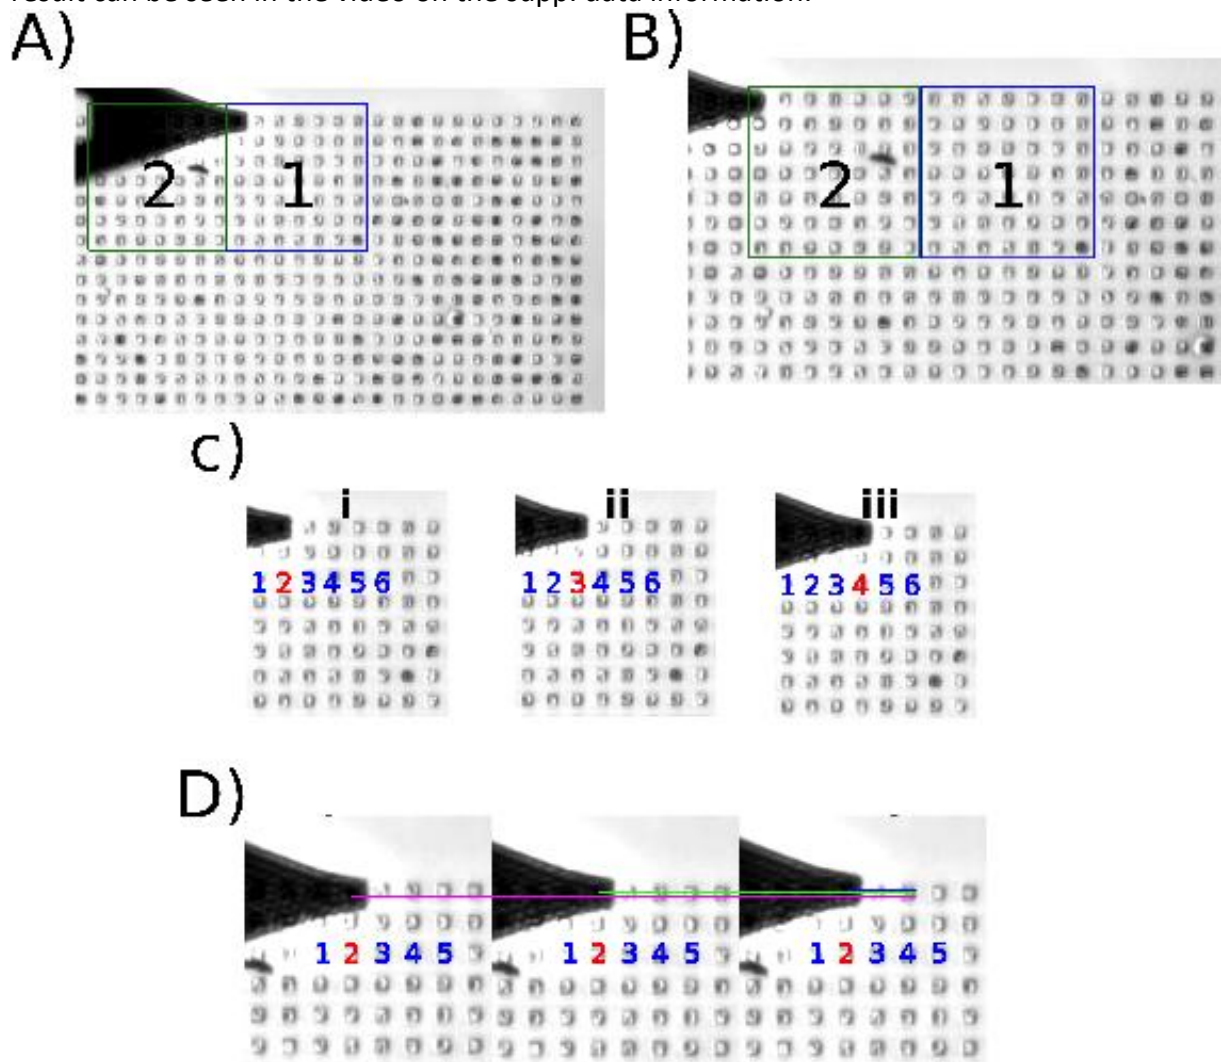 result can be seen in the video on the suppl data information.
A)
B)
2 1
2 1
c)
i ii iii
1 2 3 4 5 6
1 2 3 4 5 6
1 2 3 4 5 6
D)
1 2 3 4 5
1 2 3 4 5
1 2 3 4 5